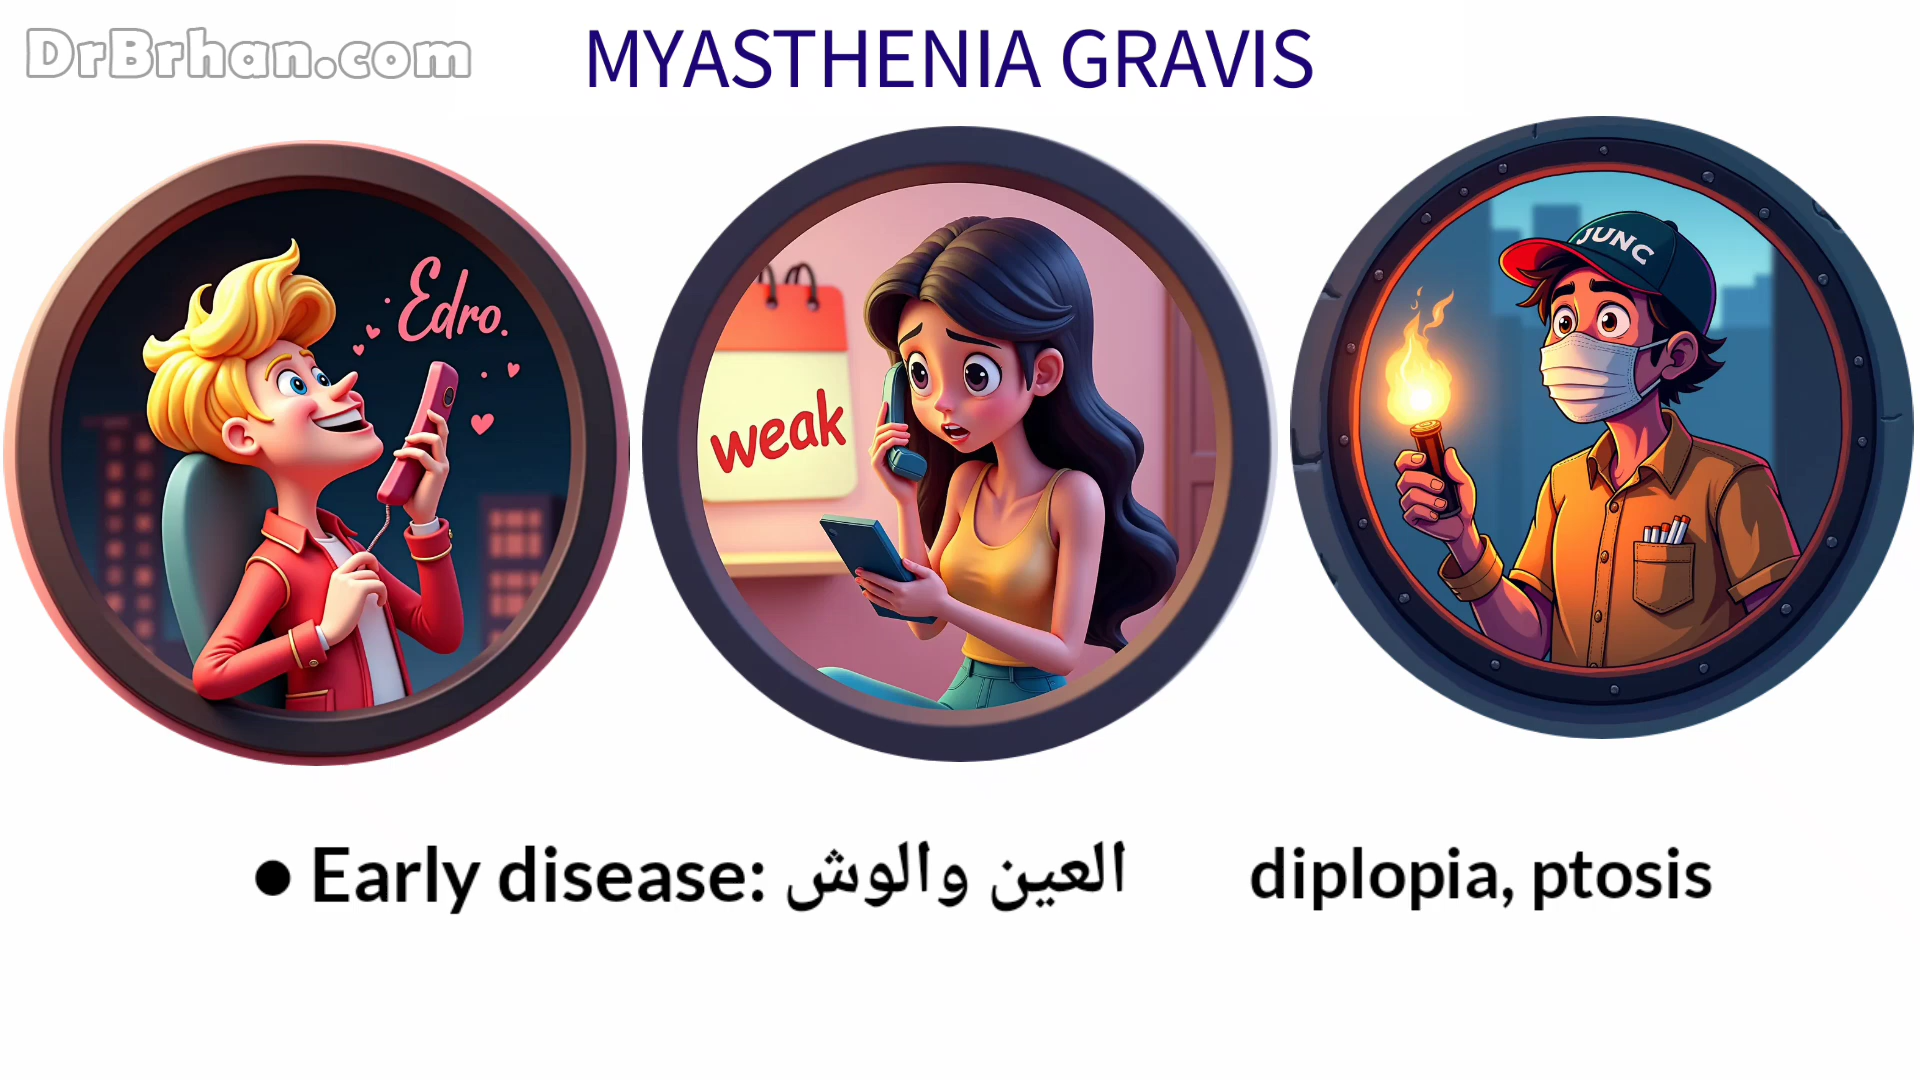 DrBrhan.com
MYASTHENIA GRAVIS
Edro.
weak
JUNC
● Early disease: العين والوش diplopia, ptosis